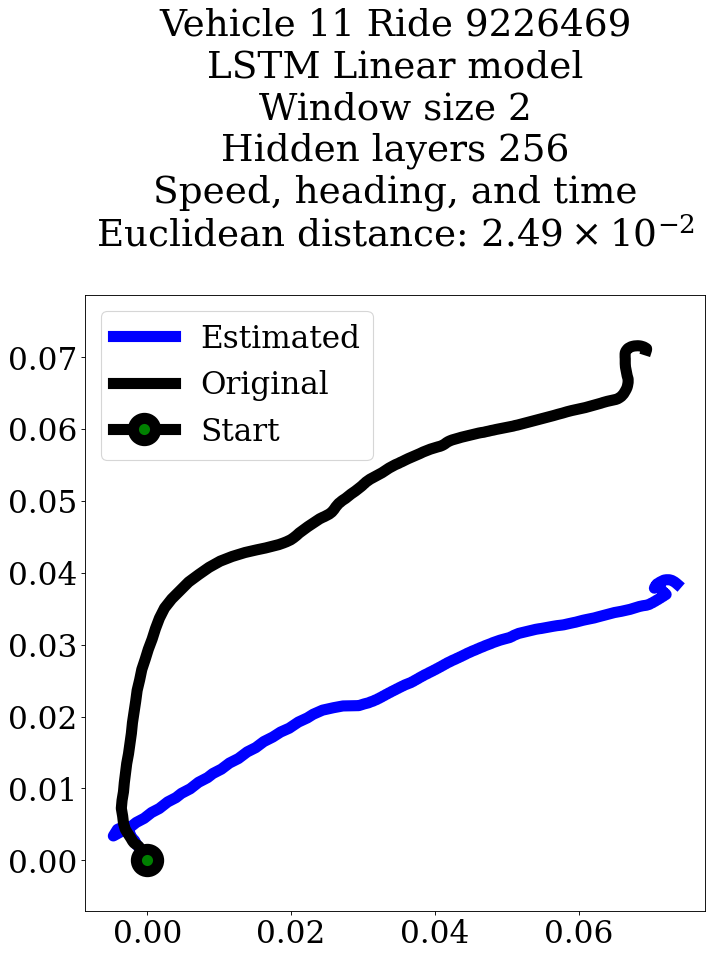 Vehicle 11 Ride 9226469
LSTM Linear model
Window size 2
Hidden layers 256
Speed, heading, and time
Euclidean distance: 2.49 × 10⁻²
Estimated
Original
Start
0.07
0.06
0.05
0.04
0.03
0.02
0.01
0.00
0.00 0.02 0.04 0.06